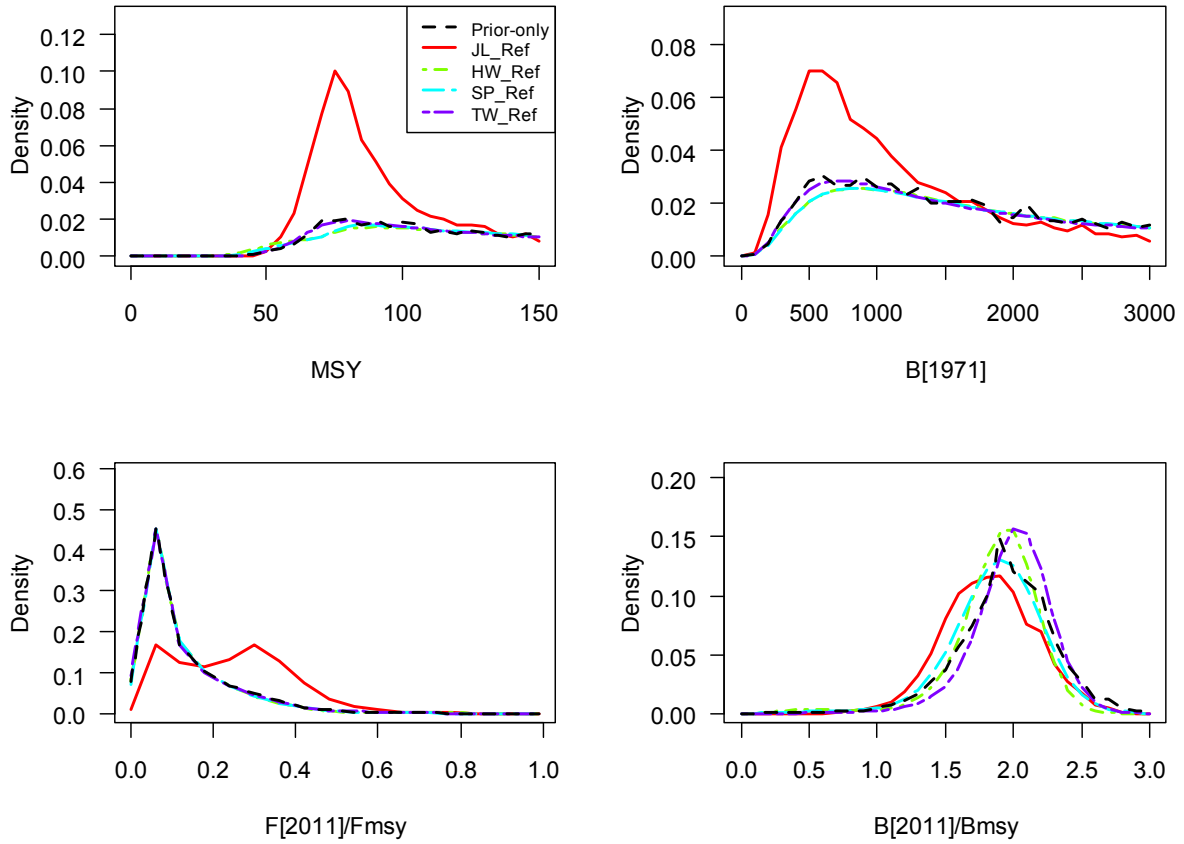 Density
0.12
0.10
0.08
0.06
0.04
0.02
0.00
0 50 100 150
MSY
Prior-only
JL_Ref
HW_Ref
SP_Ref
TW_Ref
Density
0.08
0.06
0.04
0.02
0.00
0 500 1000 2000 3000
B[1971]
Density
0.6
0.5
0.4
0.3
0.2
0.1
0.0
0.0 0.2 0.4 0.6 0.8 1.0
F[2011]/Fmsy
Density
0.20
0.15
0.10
0.05
0.00
0.0 0.5 1.0 1.5 2.0 2.5 3.0
B[2011]/Bmsy